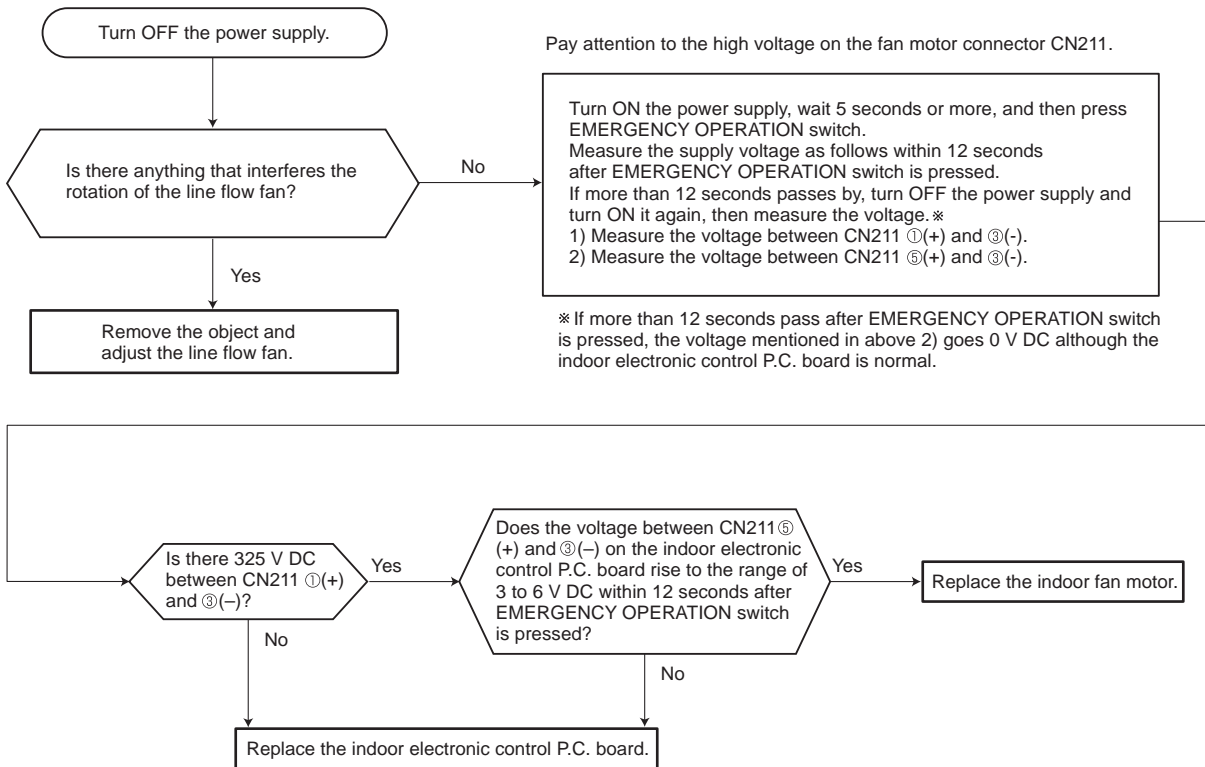 Turn OFF the power supply.
Is there anything that interferes the
rotation of the line flow fan?
No
Yes
Remove the object and
adjust the line flow fan.
Pay attention to the high voltage on the fan motor connector CN211.
Turn ON the power supply, wait 5 seconds or more, and then press
EMERGENCY OPERATION switch.
Measure the supply voltage as follows within 12 seconds
after EMERGENCY OPERATION switch is pressed.
If more than 12 seconds passes by, turn OFF the power supply and
turn ON it again, then measure the voltage.※
1) Measure the voltage between CN211 ①(+) and ③(-).
2) Measure the voltage between CN211 ⑤(+) and ③(-).
※ If more than 12 seconds pass after EMERGENCY OPERATION switch
is pressed, the voltage mentioned in above 2) goes 0 V DC although the
indoor electronic control P.C. board is normal.
Is there 325 V DC
between CN211 ①(+)
and ③(–)?
Yes
No
Does the voltage between CN211⑤
(+) and ③(–) on the indoor electronic
control P.C. board rise to the range of
3 to 6 V DC within 12 seconds after
EMERGENCY OPERATION switch
is pressed?
Yes
No
Replace the indoor fan motor.
Replace the indoor electronic control P.C. board.